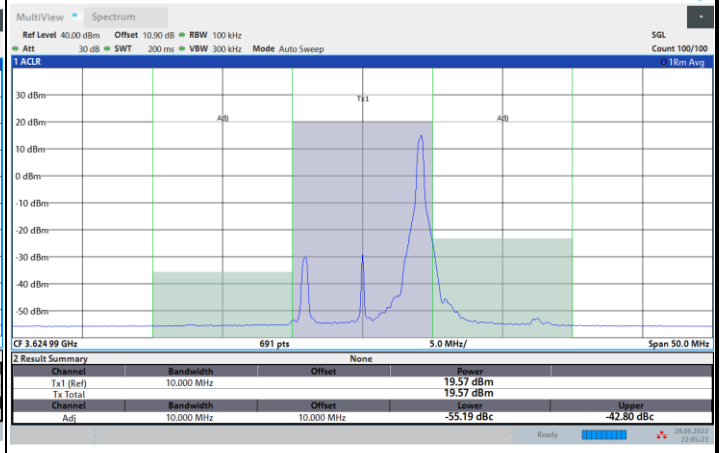 MultiView Spectrum
Ref Level 40.00 dBm Offset 10.90 dB RBW 100 kHz SGL
Att 30 dB SWT 200 ms VBW 300 kHz Mode Auto Sweep Count 100/100
1 ACLR 1Rm Avg
30 dBm
Tx1
20 dBm
Adj Adj
10 dBm
0 dBm
-10 dBm
-20 dBm
-30 dBm
-40 dBm
-50 dBm
CF 3.624 99 GHz 691 pts 5.0 MHz/ Span 50.0 MHz
2 Result Summary None
Channel Bandwidth Offset Power
Tx1 (Ref) 10.000 MHz 19.57 dBm
Tx Total 19.57 dBm
Channel Bandwidth Offset Lower Upper
Adj 10.000 MHz 10.000 MHz -55.19 dBc -42.80 dBc
Ready 28.06.2022
22:45:23